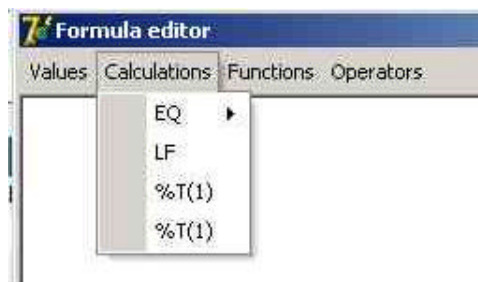 Formula editor
Values Calculations Functions Operators
EQ
LF
%T(1)
%T(1)